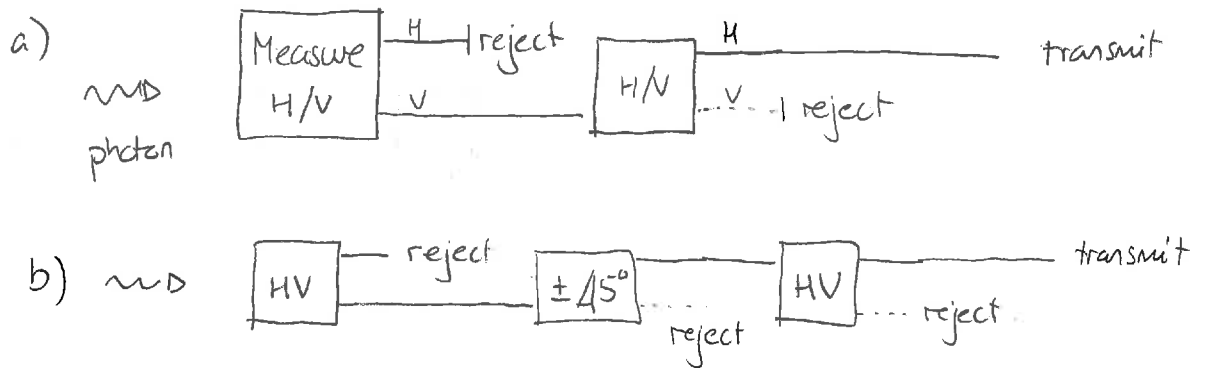 a)
photon
Measure
H/V
H
reject
V
H/V
H
transmit
V
reject
b)
HV
reject
± 45°
reject
HV
transmit
reject